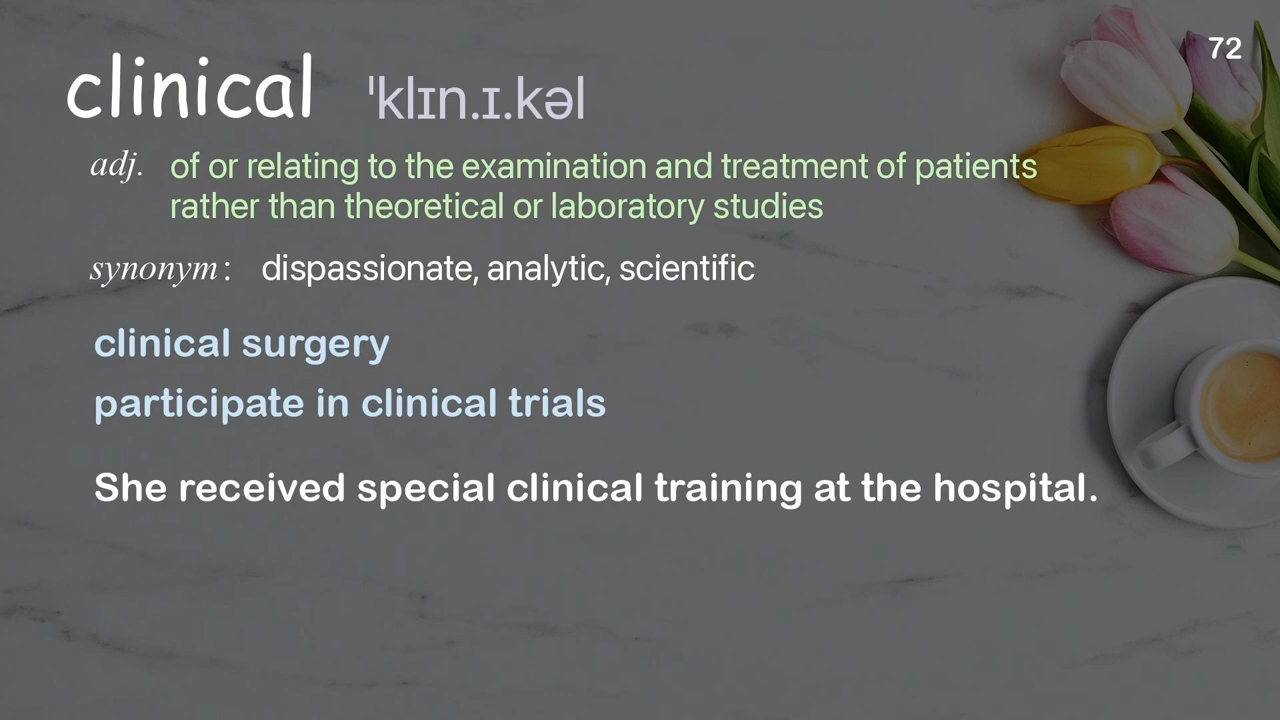 72
clinical ˈklɪn.ɪ.kəl
adj. of or relating to the examination and treatment of patients
rather than theoretical or laboratory studies
synonym : dispassionate, analytic, scientific
clinical surgery
participate in clinical trials
She received special clinical training at the hospital.